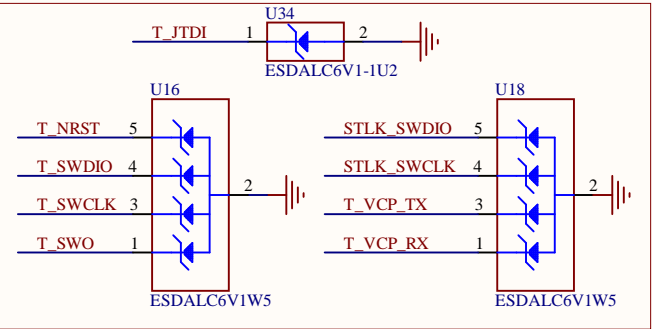 U34
T_JTDI 1 2
ESDALC6V1-1U2
U16 U18
T_NRST 5 STLK_SWDIO 5
T_SWDIO 4 STLK_SWCLK 4
2 2
T_SWCLK 3 T_VCP_TX 3
T_SWO 1 T_VCP_RX 1
ESDALC6V1W5 ESDALC6V1W5